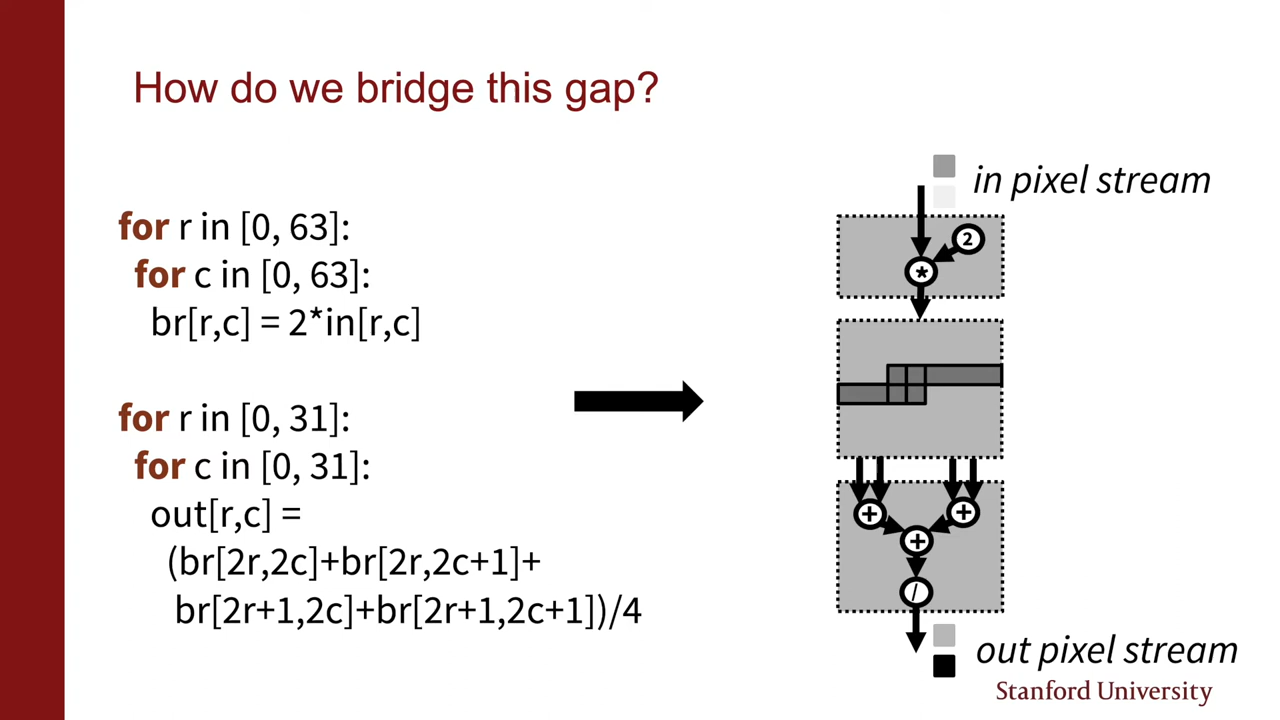 How do we bridge this gap?
for r in [0, 63]:
for c in [0, 63]:
br[r,c] = 2*in[r,c]
for r in [0, 31]:
for c in [0, 31]:
out[r,c] =
(br[2r,2c]+br[2r,2c+1]+
br[2r+1,2c]+br[2r+1,2c+1])/4
in pixel stream
2
*
+ +
+
/
out pixel stream
Stanford University